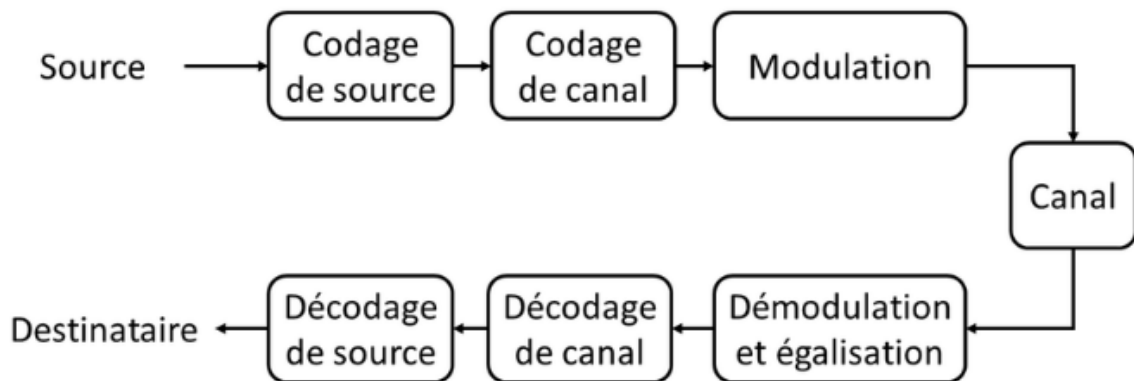 Source
Codage
de source
Codage
de canal
Modulation
Canal
Démodulation
et égalisation
Décodage
de canal
Décodage
de source
Destinataire